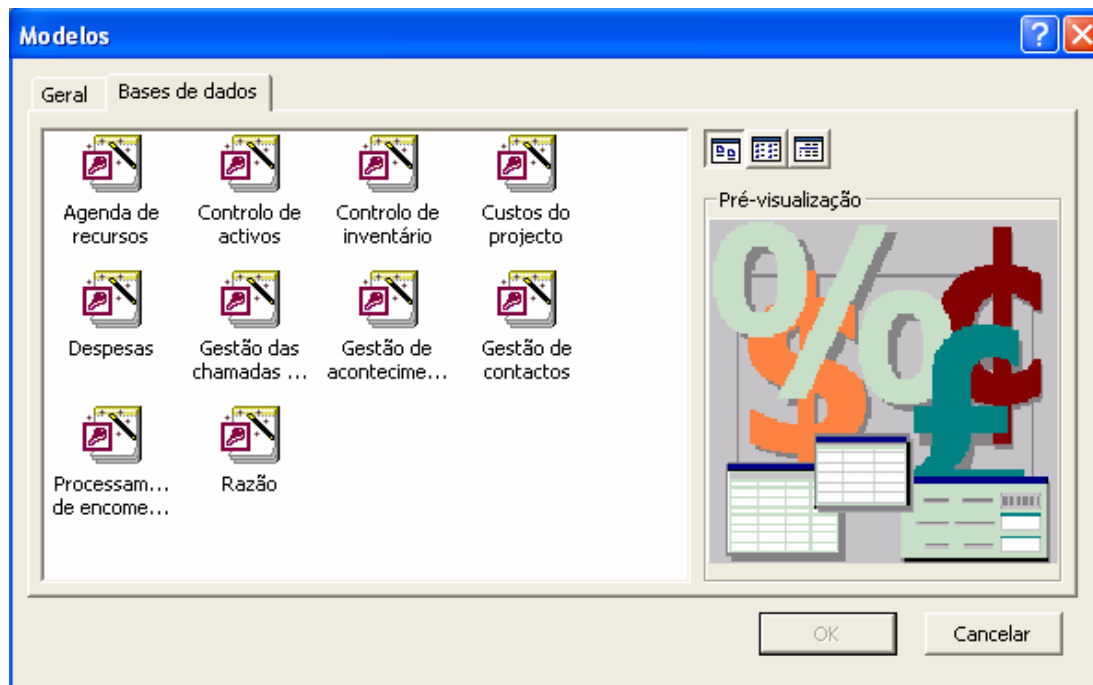 Modelos
Geral
Bases de dados
Agenda de
recursos
Controlo de
activos
Controlo de
inventário
Custos do
projecto
Despesas
Gestão das
chamadas ...
Gestão de
acontecime...
Gestão de
contactos
Processam...
de encome...
Razão
Pré-visualização
OK
Cancelar